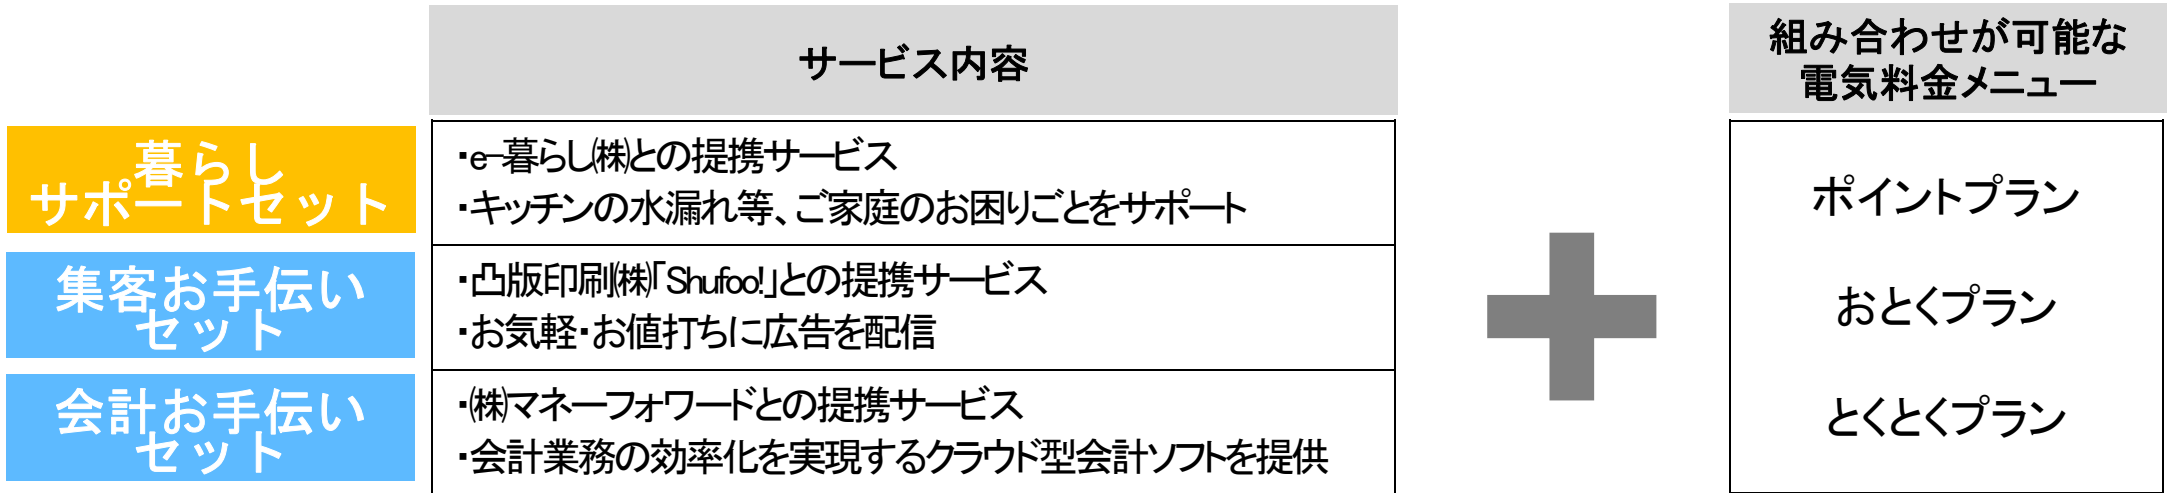 サービス内容
組み合わせが可能な
電気料金メニュー
暮らし
サポートセット
・e-暮らし㈱との提携サービス
・キッチンの水漏れ等、ご家庭のお困りごとをサポート
集客お手伝い
セット
・凸版印刷㈱「Shufoo!」との提携サービス
・お気軽・お値打ちに広告を配信
会計お手伝い
セット
・㈱マネーフォワードとの提携サービス
・会計業務の効率化を実現するクラウド型会計ソフトを提供
ポイントプラン
おとくプラン
とくとくプラン